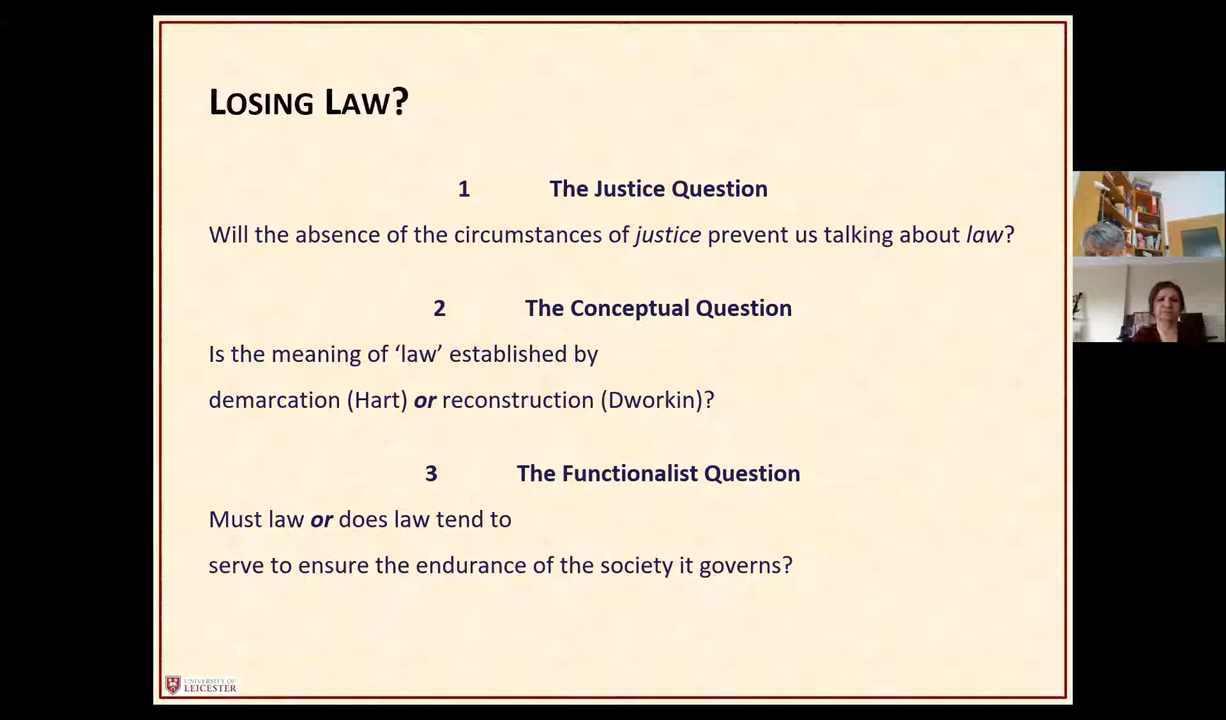 LOSING LAW?
1 The Justice Question
Will the absence of the circumstances of justice prevent us talking about law?
2 The Conceptual Question
Is the meaning of ‘law’ established by
demarcation (Hart) or reconstruction (Dworkin)?
3 The Functionalist Question
Must law or does law tend to
serve to ensure the endurance of the society it governs?
UNIVERSITY OF
LEICESTER